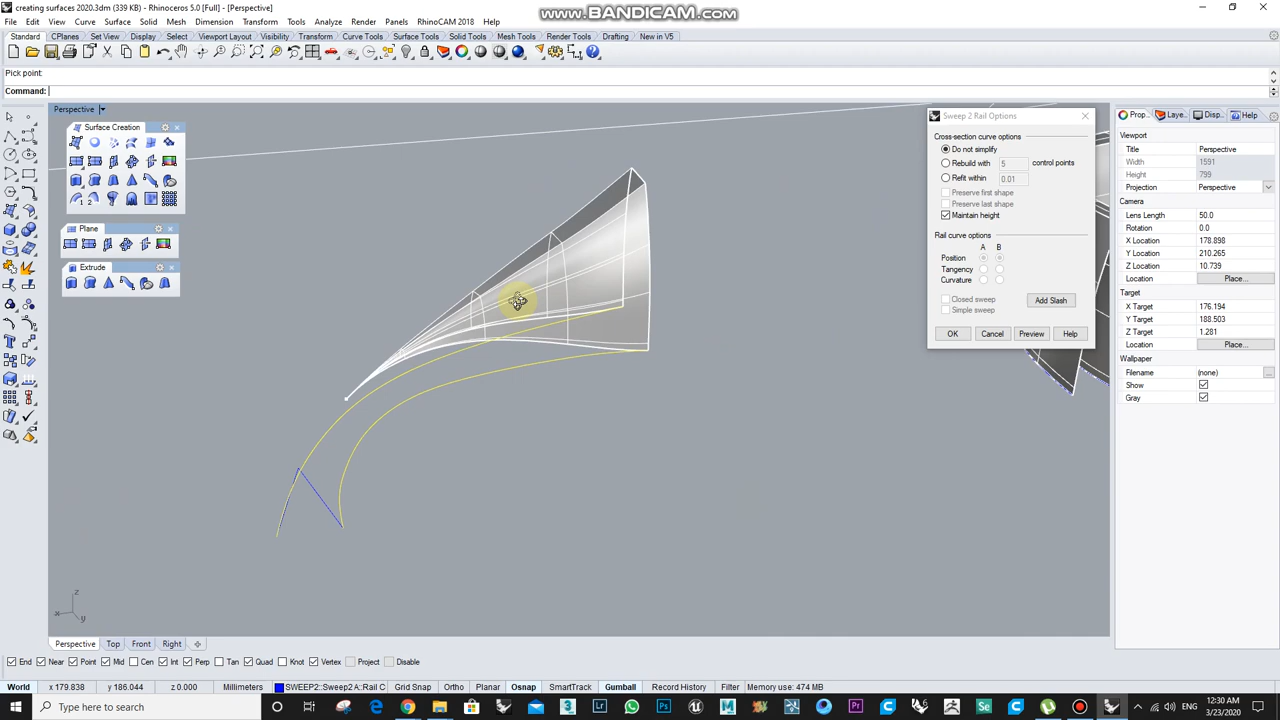 creating surfaces 2020.3dm (339 KB) - Rhinoceros 5.0 [Full] - [Perspective]
www.BANDICAM.com
File Edit View Curve Surface Solid Mesh Dimension Transform Tools Analyze Render Panels RhinoCAM 2018 Help
Standard CPlanes Set View Display Select Viewport Layout Visibility Transform Curve Tools Surface Tools Solid Tools Mesh Tools Render Tools Drafting New in V5
Pick point:
Command:
Perspective
Surface Creation
Plane
Extrude
Sweep 2 Rail Options
Cross-section curve options
Do not simplify
Rebuild with 5 control points
Refit within 0.01
Preserve first shape
Preserve last shape
Maintain height
Rail curve options
A B
Position
Tangency
Curvature
Closed sweep
Simple sweep
Add Slash
OK Cancel Preview Help
Prop... Laye... Disp... Help
Viewport
Title Perspective
Width 1591
Height 799
Projection Perspective
Camera
Lens Length 50.0
Rotation 0.0
X Location 178.898
Y Location 210.265
Z Location 10.739
Location Place...
Target
X Target 176.194
Y Target 188.503
Z Target 1.281
Location Place...
Wallpaper
Filename (none) ...
Show
Gray
z
x
y
Perspective Top Front Right
End Near Point Mid Cen Int Perp Tan Quad Knot Vertex Project Disable
World x 179.838 y 186.044 z 0.000 Millimeters SWEEP2::Sweep2 A::Rail C Grid Snap Ortho Planar Osnap SmartTrack Gumball Record History Filter Memory use: 474 MB
Type here to search
ENG
12:30 AM
3/23/2020